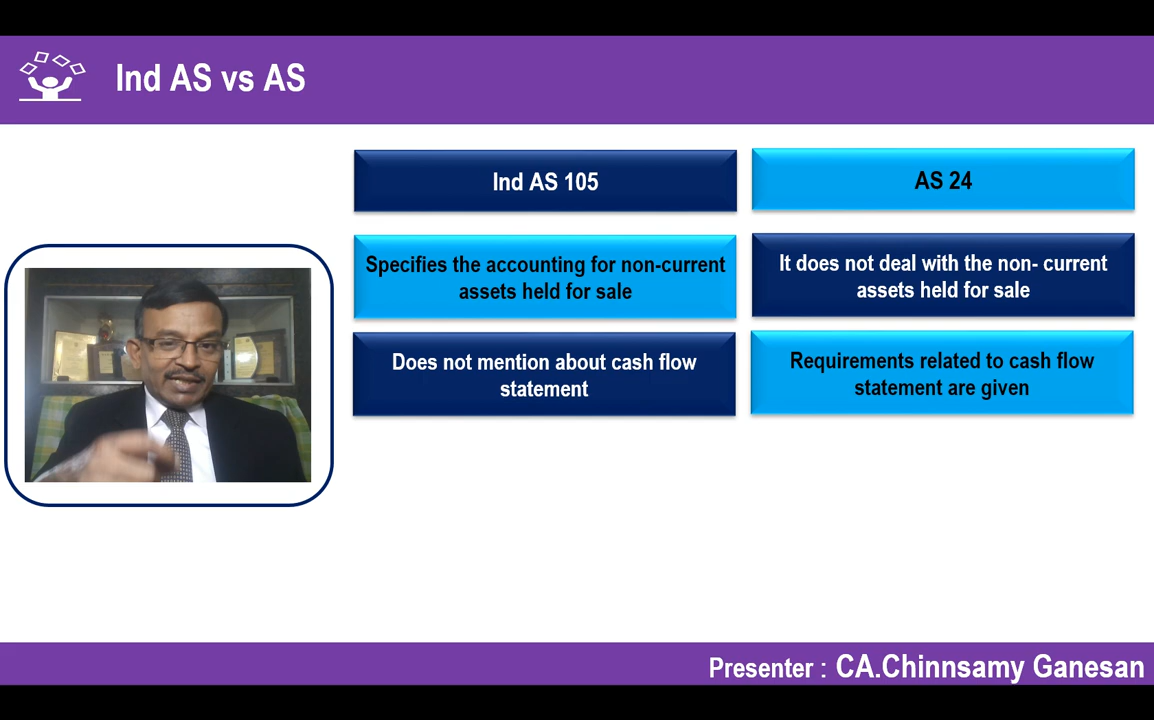 Ind AS vs AS
Ind AS 105
AS 24
Specifies the accounting for non-current
assets held for sale
It does not deal with the non- current
assets held for sale
Does not mention about cash flow
statement
Requirements related to cash flow
statement are given
Presenter : CA.Chinnsamy Ganesan